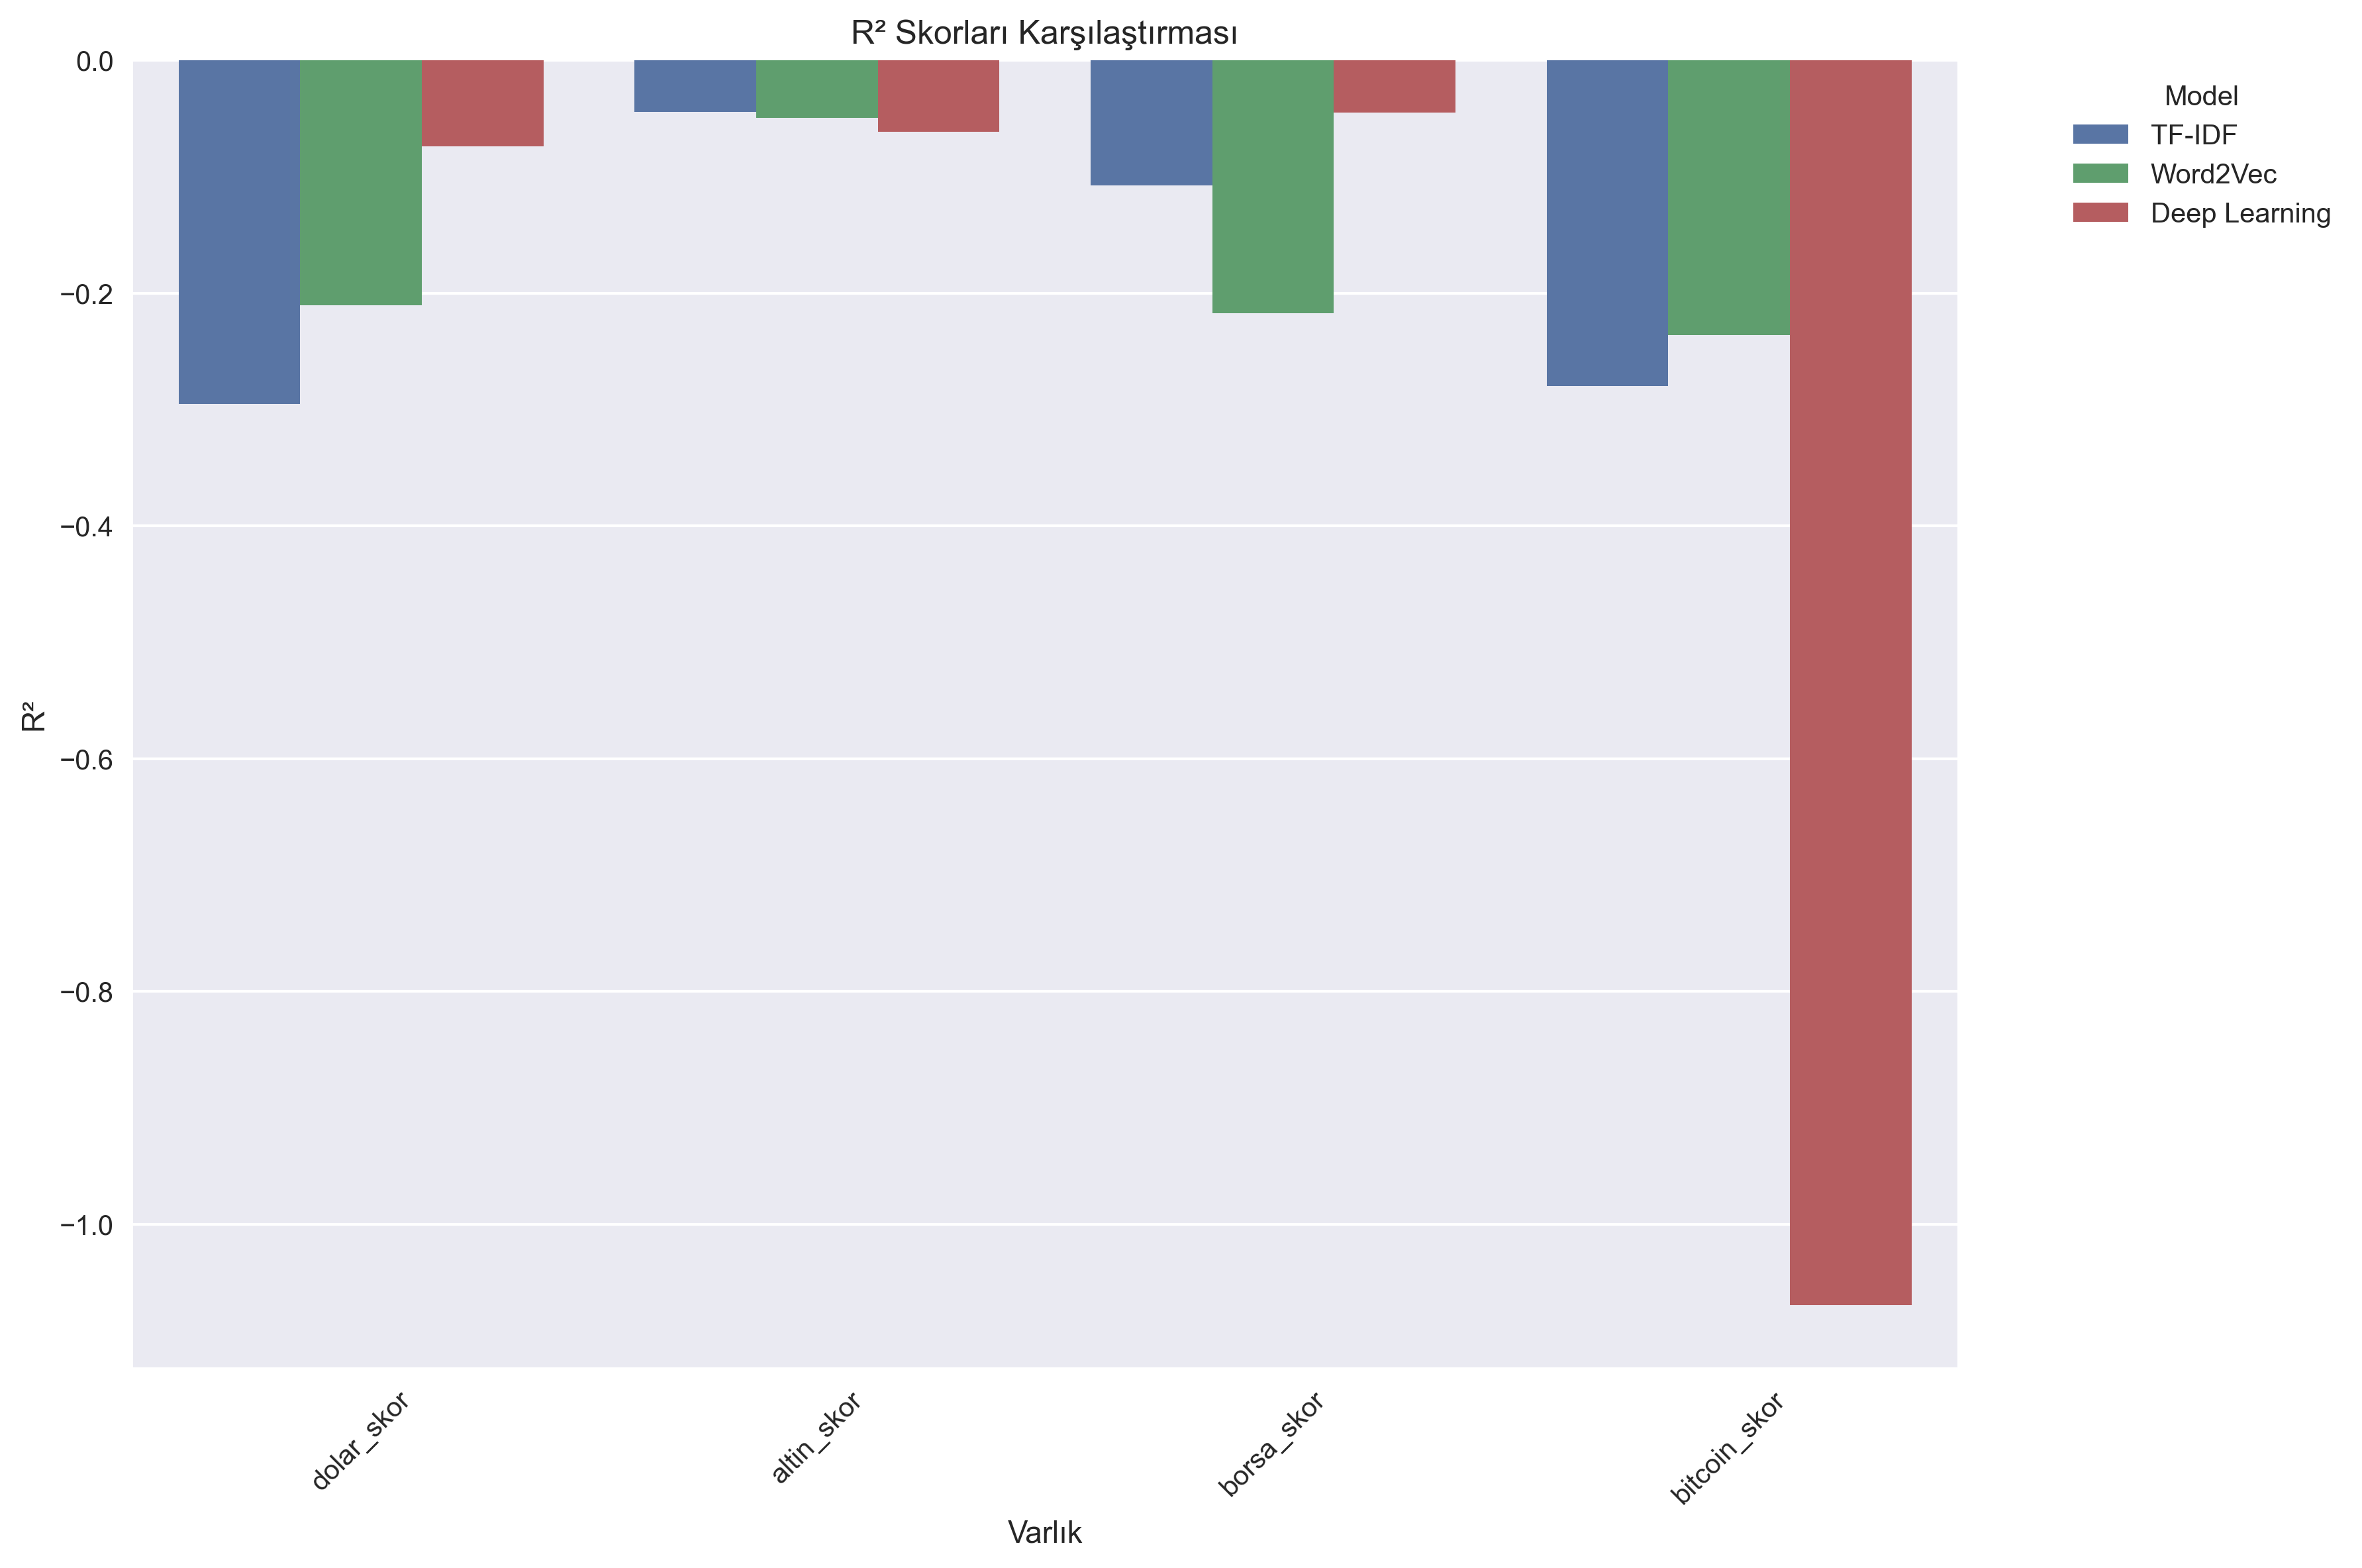 R² Skorları Karşılaştırması
0.0
−0.2
−0.4
−0.6
−0.8
−1.0
R²
dolar_skor
altin_skor
borsa_skor
bitcoin_skor
Varlık
Model
TF-IDF
Word2Vec
Deep Learning